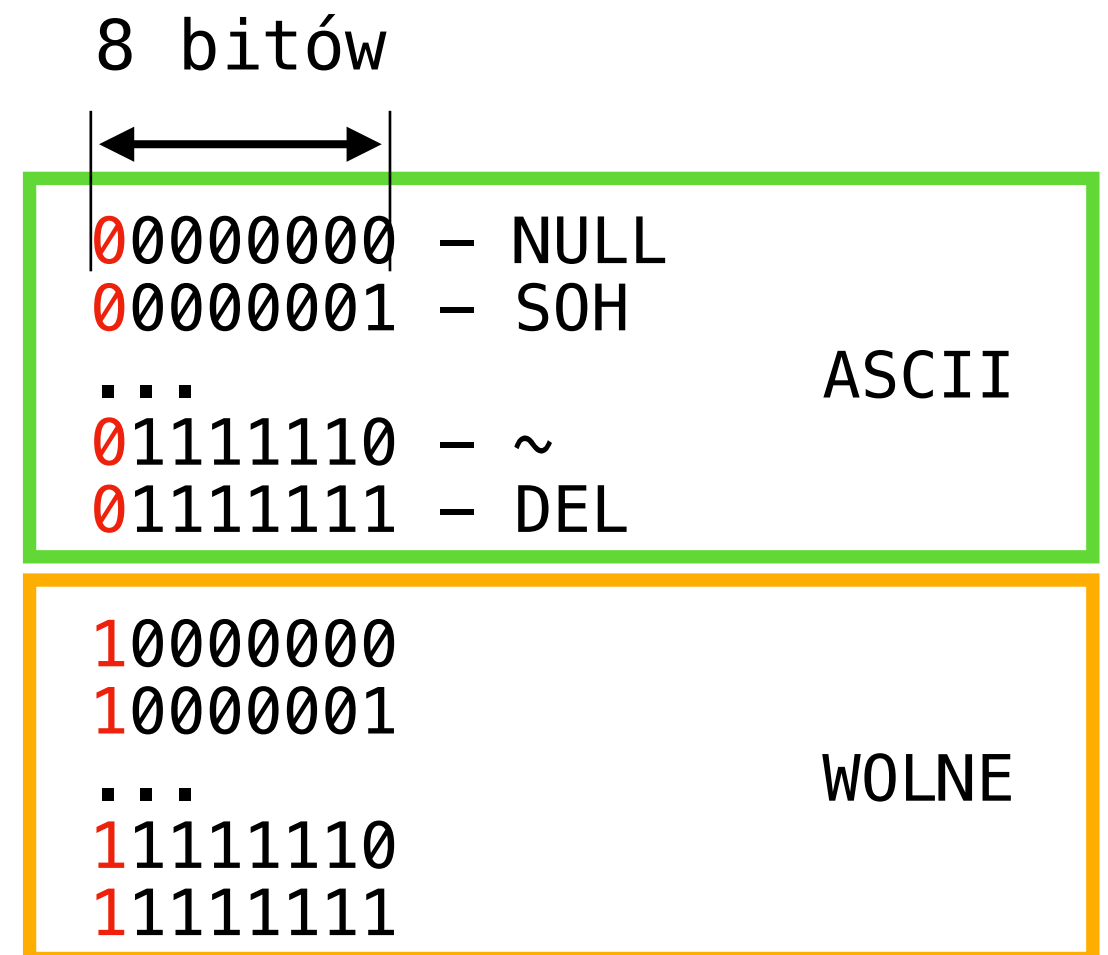 8 bitów
00000000 – NULL
00000001 – SOH
...
ASCII
01111110 – ~
01111111 – DEL
10000000
10000001
...
WOLNE
11111110
11111111